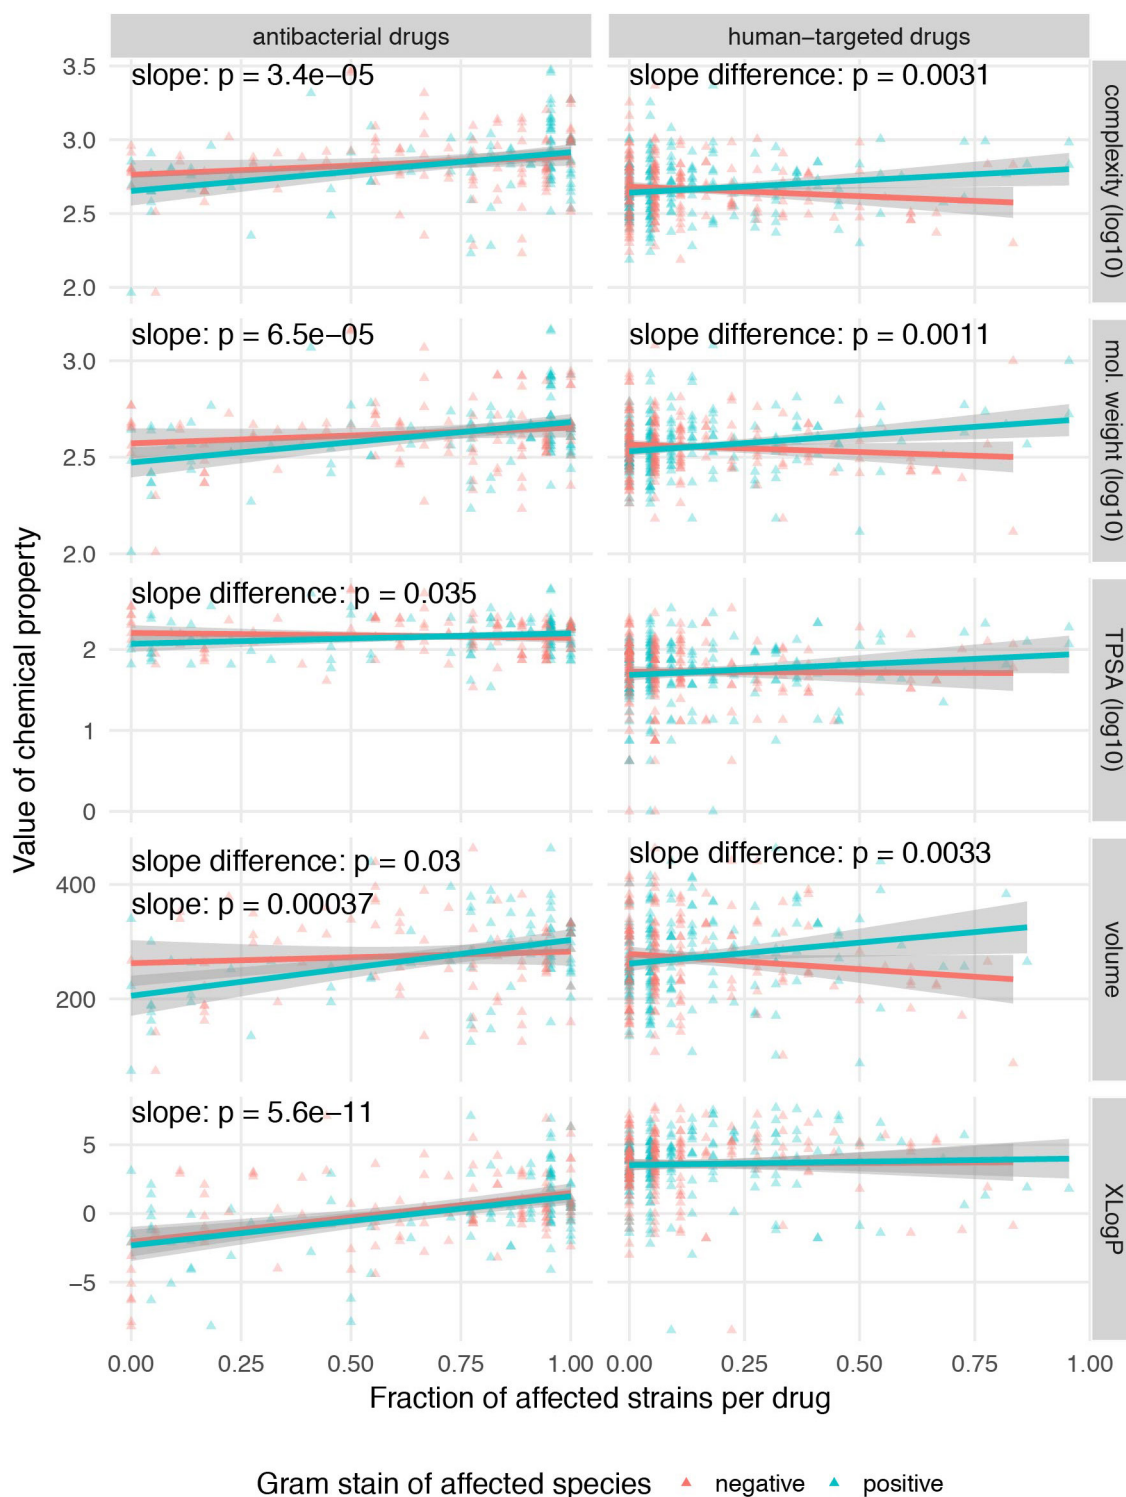 antibacterial drugs
human−targeted drugs
slope: p = 3.4e−05
slope difference: p = 0.0031
3.5
3.0
2.5
2.0
complexity (log10)
slope: p = 6.5e−05
slope difference: p = 0.0011
3.0
2.5
2.0
mol. weight (log10)
slope difference: p = 0.035
2
1
0
TPSA (log10)
slope difference: p = 0.03
slope: p = 0.00037
slope difference: p = 0.0033
400
200
volume
slope: p = 5.6e−11
5
0
−5
XLogP
Value of chemical property
0.00 0.25 0.50 0.75 1.00 0.00 0.25 0.50 0.75 1.00
Fraction of affected strains per drug
Gram stain of affected species negative positive